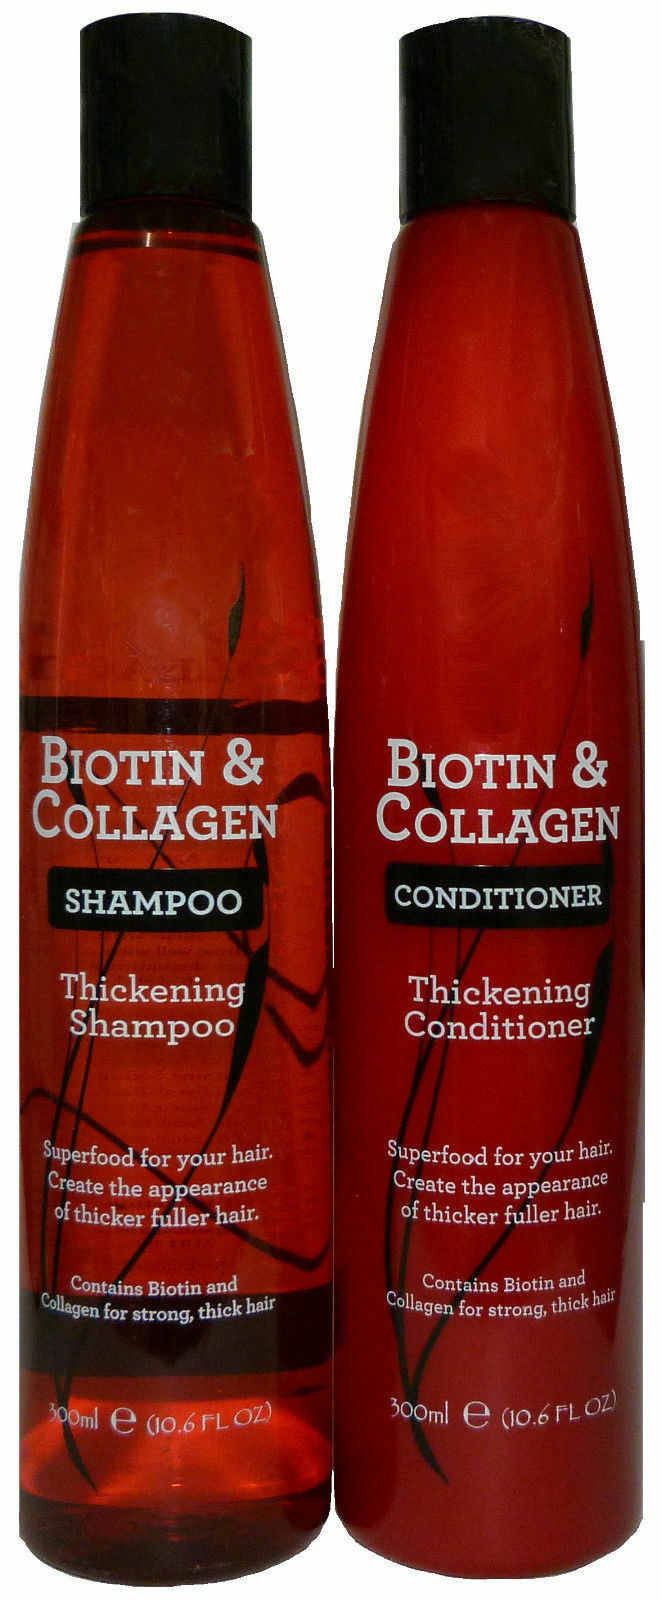 BIOTIN &
COLLAGEN
SHAMPOO
Thickening
Shampoo
Superfood for your hair.
Create the appearance
of thicker fuller hair.
Contains Biotin and
Collagen for strong, thick hair
300ml e (10.6 FL OZ)
BIOTIN &
COLLAGEN
CONDITIONER
Thickening
Conditioner
Superfood for your hair.
Create the appearance
of thicker fuller hair.
Contains Biotin and
Collagen for strong, thick hair
300ml e (10.6 FL OZ)